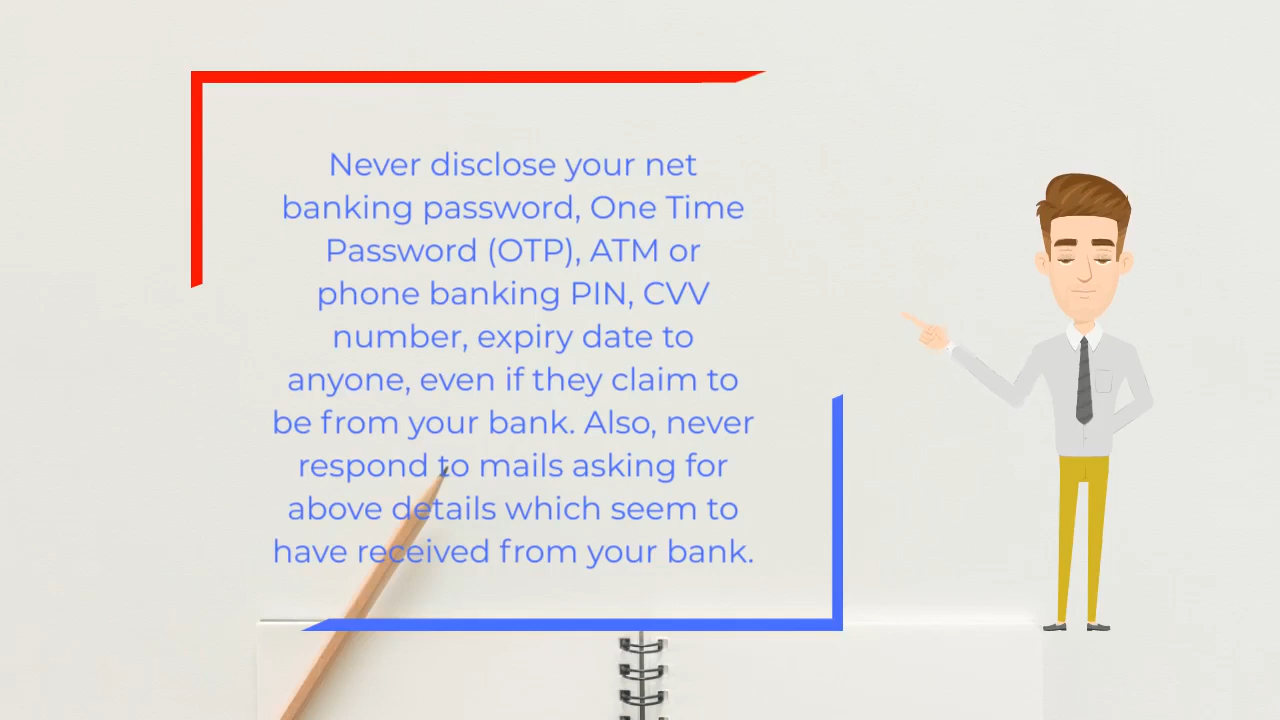 Never disclose your net
banking password, One Time
Password (OTP), ATM or
phone banking PIN, CVV
number, expiry date to
anyone, even if they claim to
be from your bank. Also, never
respond to mails asking for
above details which seem to
have received from your bank.